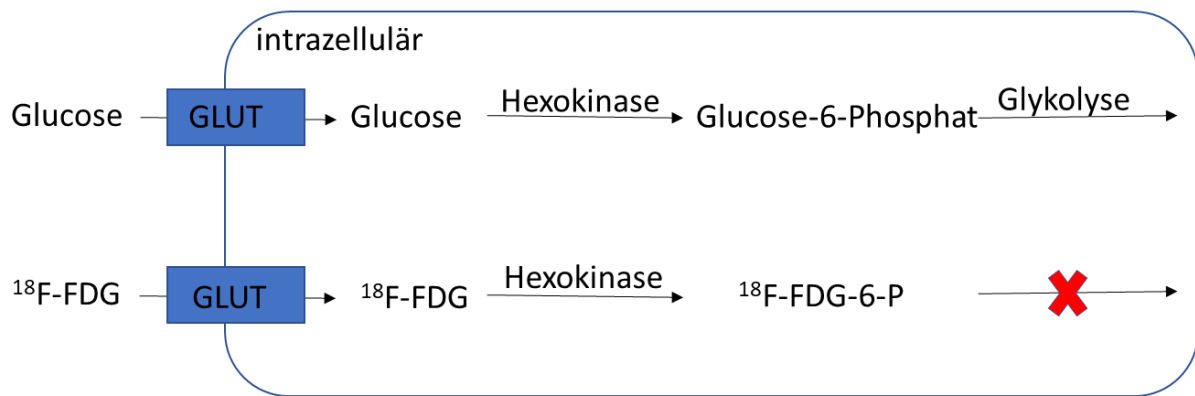 intrazellulär
Glucose GLUT Glucose Hexokinase Glucose-6-Phosphat Glykolyse
¹⁸F-FDG GLUT ¹⁸F-FDG Hexokinase ¹⁸F-FDG-6-P